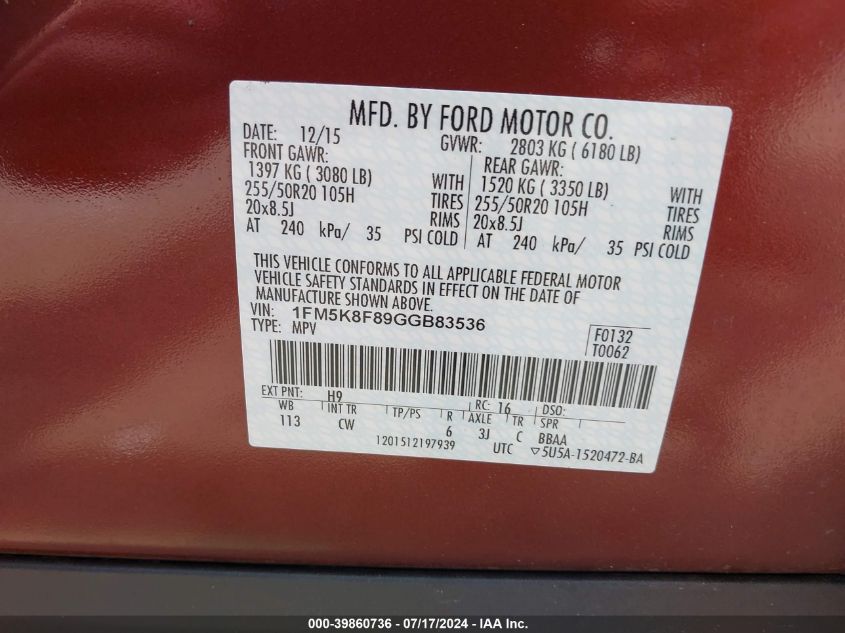 MFD. BY FORD MOTOR CO.
DATE: 12/15 GVWR: 2803 KG ( 6180 LB)
FRONT GAWR: REAR GAWR:
1397 KG ( 3080 LB) WITH 1520 KG ( 3350 LB) WITH
255/50R20 105H TIRES 255/50R20 105H TIRES
20x8.5J RIMS 20x8.5J RIMS
AT 240 kPa/ 35 PSI COLD AT 240 kPa/ 35 PSI COLD
THIS VEHICLE CONFORMS TO ALL APPLICABLE FEDERAL MOTOR
VEHICLE SAFETY STANDARDS IN EFFECT ON THE DATE OF
MANUFACTURE SHOWN ABOVE.
VIN: 1FM5K8F89GGB83536
TYPE: MPV
F0132
T0062
EXT PNT: H9 RC: 16 DSO:
WB INT TR TP/PS R AXLE TR SPR
113 CW 6 3J C BBAA
1201512197939 UTC ▽5U5A-1520472-BA
000-39860736 - 07/17/2024 - IAA Inc.